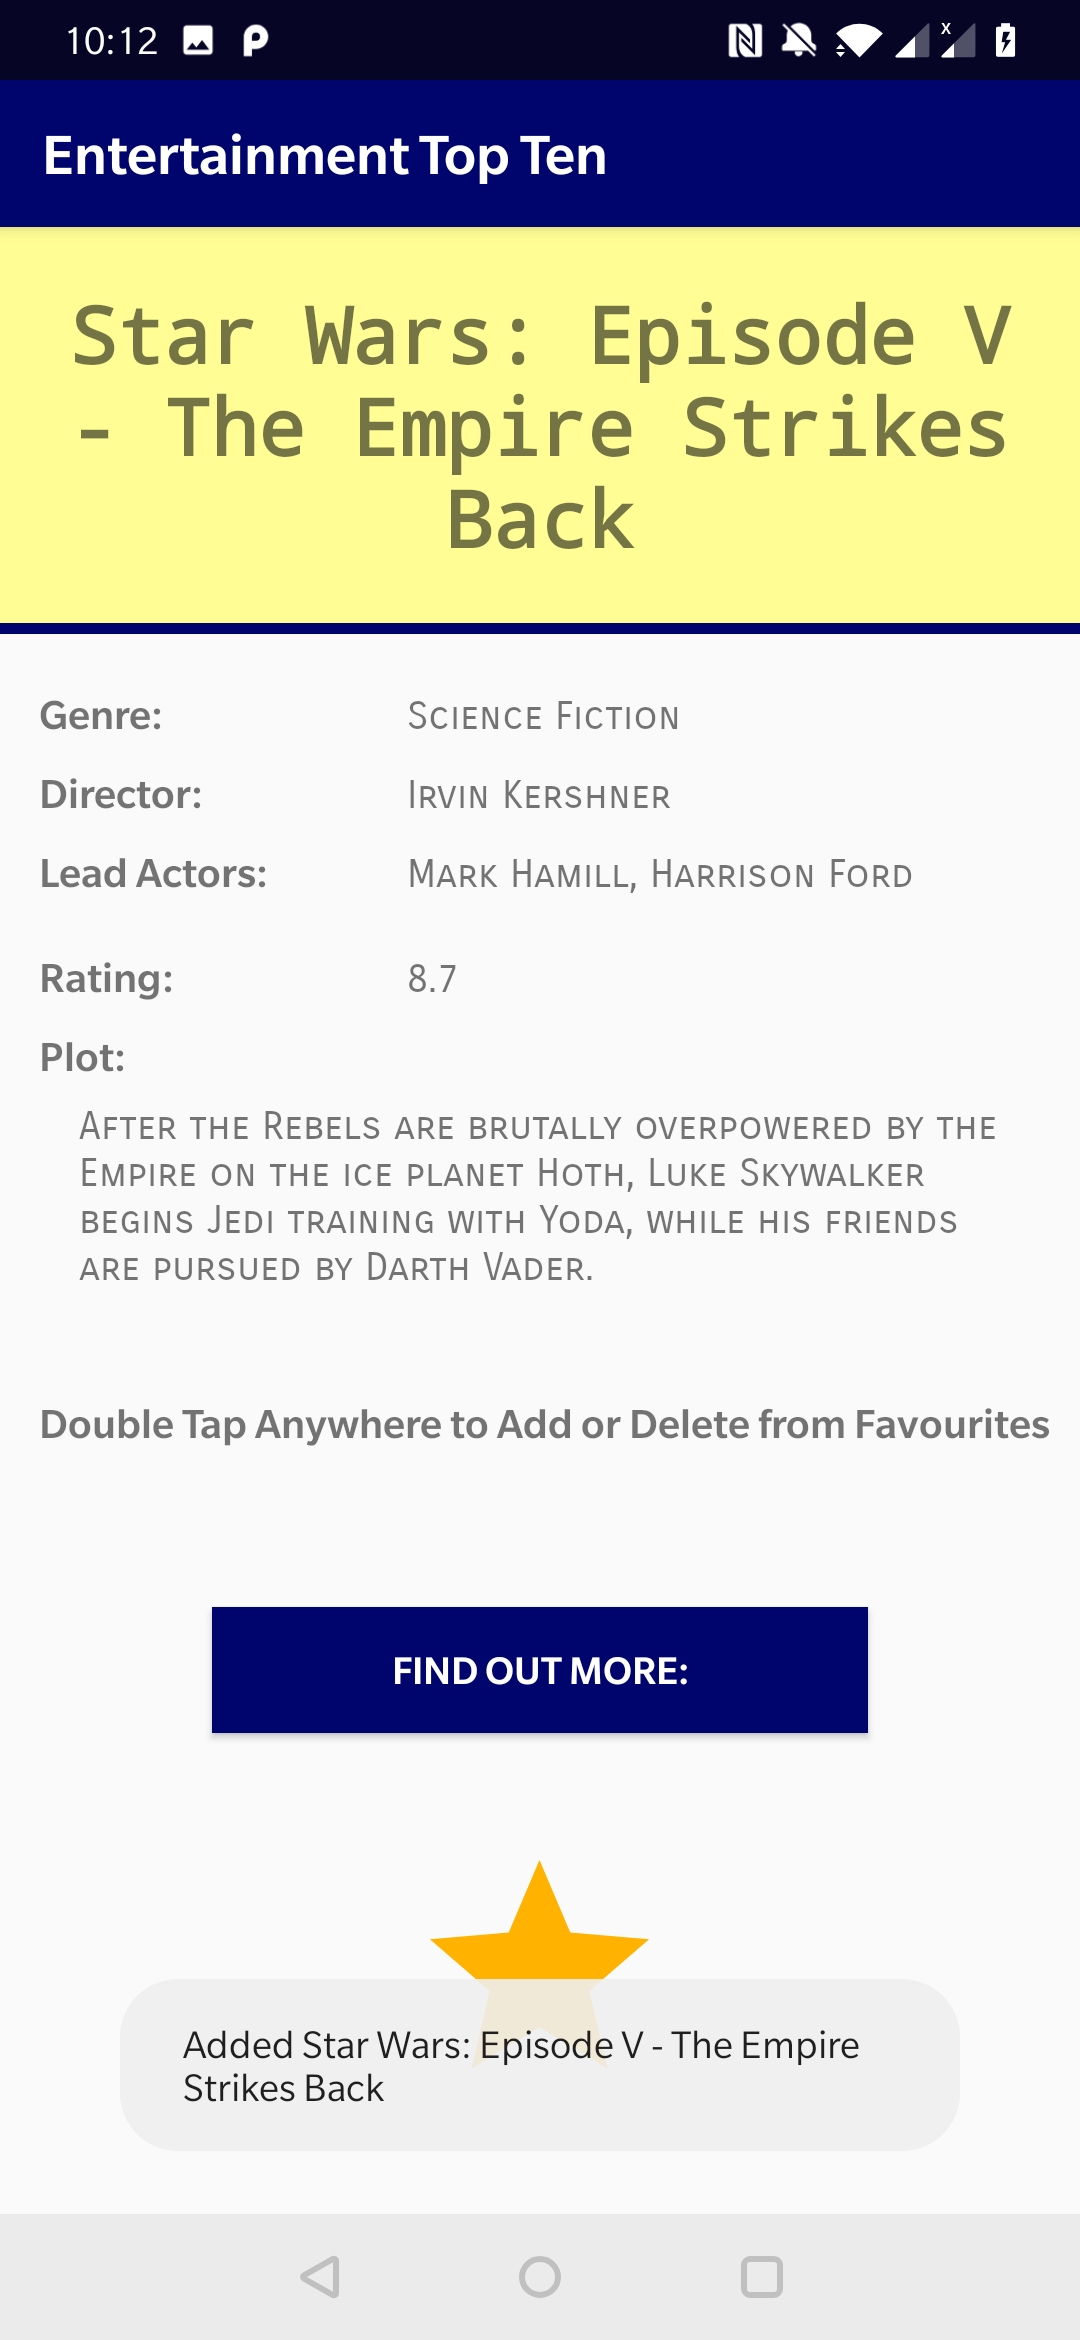 10:12
Entertainment Top Ten
Star Wars: Episode V
- The Empire Strikes
Back
Genre: Science Fiction
Director: Irvin Kershner
Lead Actors: Mark Hamill, Harrison Ford
Rating: 8.7
Plot:
After the Rebels are brutally overpowered by the
Empire on the ice planet Hoth, Luke Skywalker
begins Jedi training with Yoda, while his friends
are pursued by Darth Vader.
Double Tap Anywhere to Add or Delete from Favourites
FIND OUT MORE:
Added Star Wars: Episode V - The Empire
Strikes Back